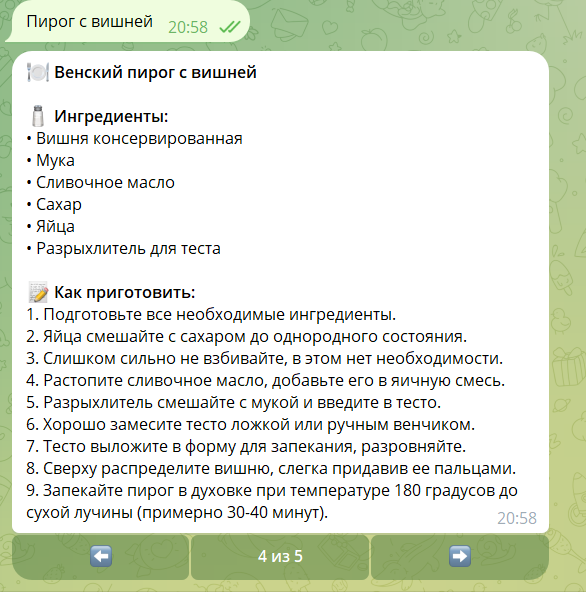 Пирог с вишней 20:58
🍽 Венский пирог с вишней
🧂 Ингредиенты:
• Вишня консервированная
• Мука
• Сливочное масло
• Сахар
• Яйца
• Разрыхлитель для теста
📝 Как приготовить:
1. Подготовьте все необходимые ингредиенты.
2. Яйца смешайте с сахаром до однородного состояния.
3. Слишком сильно не взбивайте, в этом нет необходимости.
4. Растопите сливочное масло, добавьте его в яичную смесь.
5. Разрыхлитель смешайте с мукой и введите в тесто.
6. Хорошо замесите тесто ложкой или ручным венчиком.
7. Тесто выложите в форму для запекания, разровняйте.
8. Сверху распределите вишню, слегка придавив ее пальцами.
9. Запекайте пирог в духовке при температуре 180 градусов до
сухой лучины (примерно 30-40 минут).
20:58
⬅️ 4 из 5 ➡️